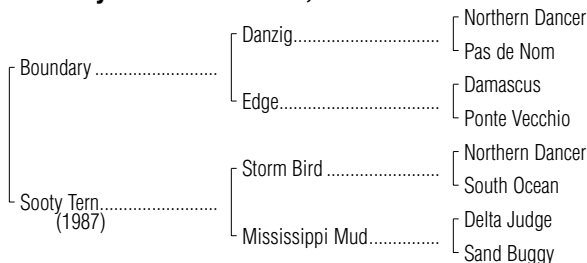 Northern Dancer
Danzig
Pas de Nom
Boundary
Damascus
Edge
Ponte Vecchio
Northern Dancer
Storm Bird
South Ocean
Sooty Tern
(1987)
Delta Judge
Mississippi Mud
Sand Buggy